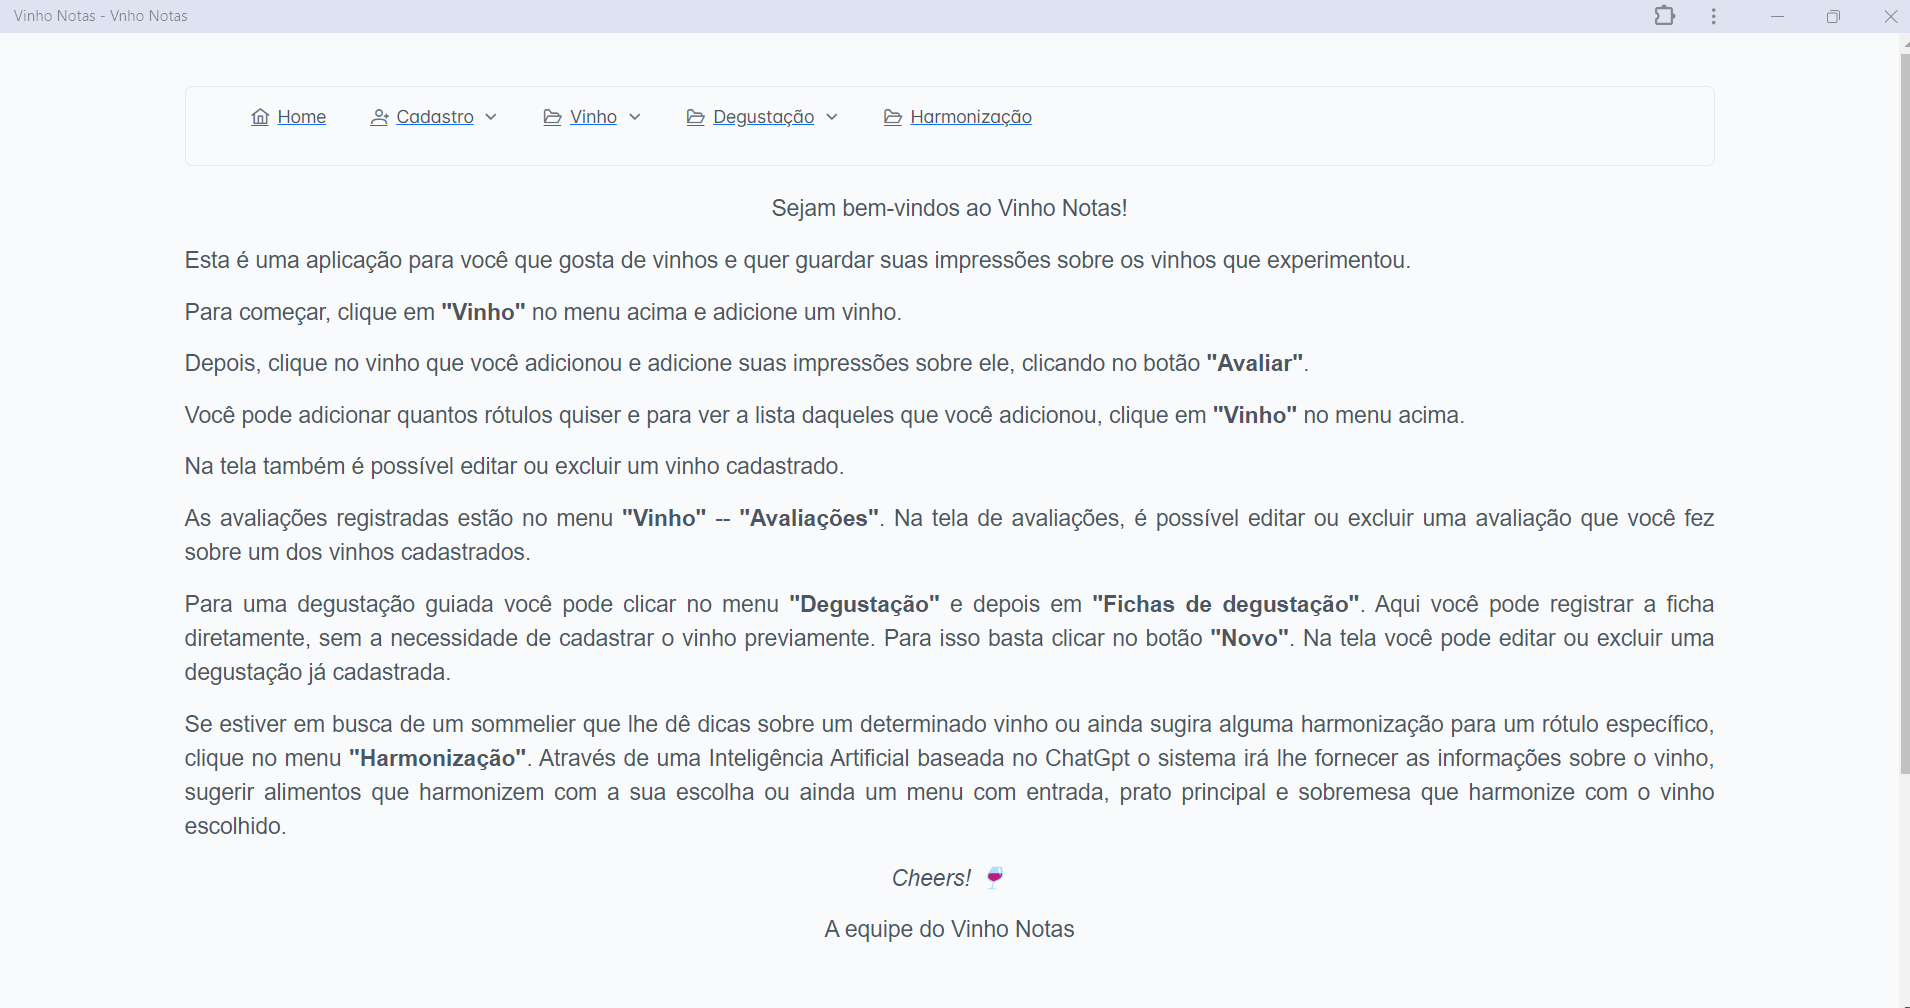 Vinho Notas - Vnho Notas
Home Cadastro Vinho Degustação Harmonização
Sejam bem-vindos ao Vinho Notas!
Esta é uma aplicação para você que gosta de vinhos e quer guardar suas impressões sobre os vinhos que experimentou.
Para começar, clique em "Vinho" no menu acima e adicione um vinho.
Depois, clique no vinho que você adicionou e adicione suas impressões sobre ele, clicando no botão "Avaliar".
Você pode adicionar quantos rótulos quiser e para ver a lista daqueles que você adicionou, clique em "Vinho" no menu acima.
Na tela também é possível editar ou excluir um vinho cadastrado.
As avaliações registradas estão no menu "Vinho" -- "Avaliações". Na tela de avaliações, é possível editar ou excluir uma avaliação que você fez
sobre um dos vinhos cadastrados.
Para uma degustação guiada você pode clicar no menu "Degustação" e depois em "Fichas de degustação". Aqui você pode registrar a ficha
diretamente, sem a necessidade de cadastrar o vinho previamente. Para isso basta clicar no botão "Novo". Na tela você pode editar ou excluir uma
degustação já cadastrada.
Se estiver em busca de um sommelier que lhe dê dicas sobre um determinado vinho ou ainda sugira alguma harmonização para um rótulo específico,
clique no menu "Harmonização". Através de uma Inteligência Artificial baseada no ChatGpt o sistema irá lhe fornecer as informações sobre o vinho,
sugerir alimentos que harmonizem com a sua escolha ou ainda um menu com entrada, prato principal e sobremesa que harmonize com o vinho
escolhido.
Cheers! 🍷
A equipe do Vinho Notas